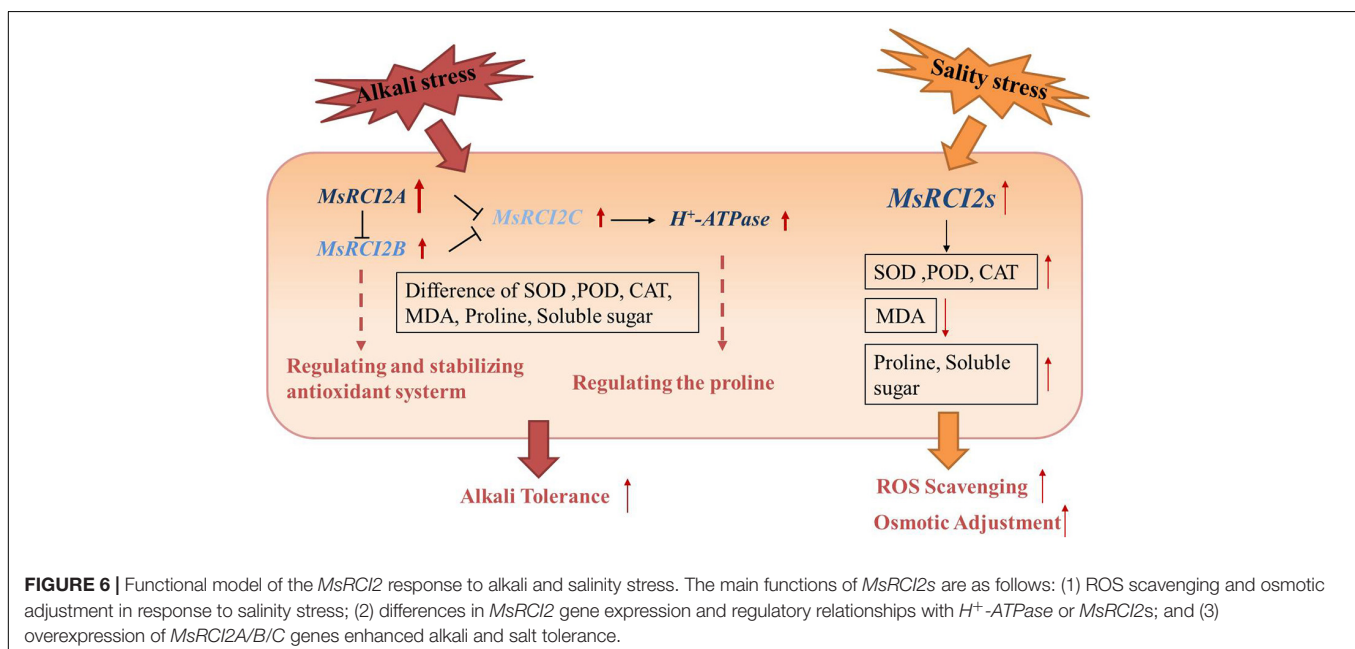 Alkali stress
Sality stress
MsRCI2A
MsRCI2B
MsRCI2C
H⁺-ATPase
Difference of SOD ,POD, CAT,
MDA, Proline, Soluble sugar
Regulating and stabilizing
antioxidant systerm
Regulating the proline
Alkali Tolerance
MsRCI2s
SOD ,POD, CAT
MDA
Proline, Soluble
sugar
ROS Scavenging
Osmotic Adjustment
FIGURE 6 | Functional model of the MsRCI2 response to alkali and salinity stress. The main functions of MsRCI2s are as follows: (1) ROS scavenging and osmotic
adjustment in response to salinity stress; (2) differences in MsRCI2 gene expression and regulatory relationships with H⁺-ATPase or MsRCI2s; and (3)
overexpression of MsRCI2A/B/C genes enhanced alkali and salt tolerance.